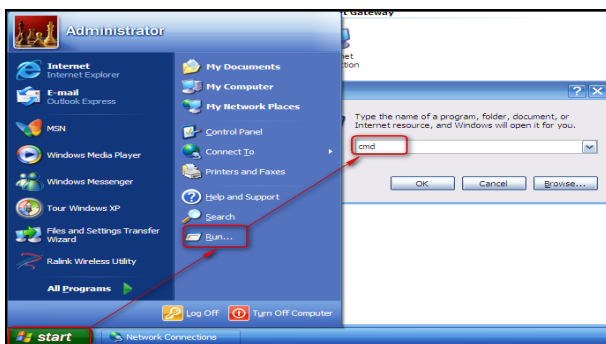 Administrator
Internet
Internet Explorer
E-mail
Outlook Express
MSN
Windows Media Player
Windows Messenger
Tour Windows XP
Files and Settings Transfer
Wizard
Ralink Wireless Utility
All Programs
My Documents
My Computer
My Network Places
Control Panel
Connect To
Printers and Faxes
Help and Support
Search
Run...
Log Off
Turn Off Computer
start
Network Connections
Gateway
Type the name of a program, folder, document, or
Internet resource, and Windows will open it for you.
cmd
OK
Cancel
Browse...